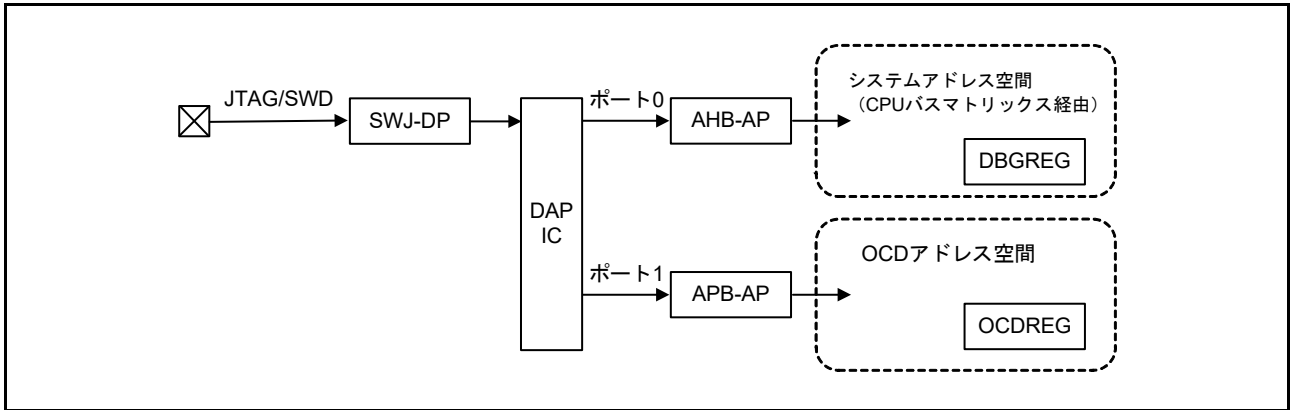 JTAG/SWD
SWJ-DP
DAP
IC
ポート0
AHB-AP
システムアドレス空間
（CPUバスマトリックス経由）
DBGREG
ポート1
APB-AP
OCDアドレス空間
OCDREG